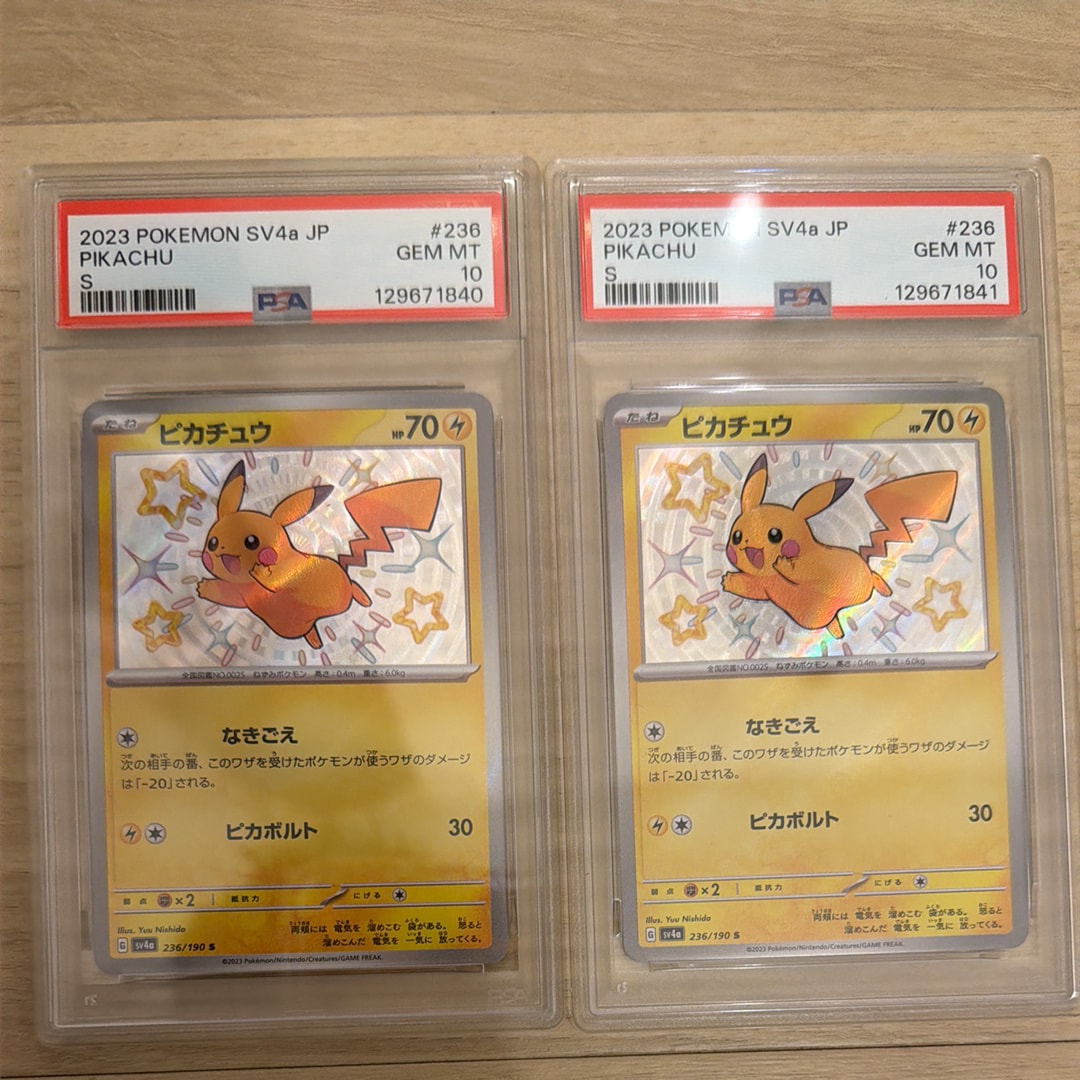 2023 POKEMON SV4a JP #236
PIKACHU GEM MT
S 10
PSA 129671840
たね ピカチュウ HP70
全国図鑑NO.0025 ねずみポケモン 高さ:0.4m 重さ:6.0kg
なきごえ
次の相手の番、このワザを受けたポケモンが使うワザのダメージ
は「-20」される。
ピカボルト 30
弱点 ×2 抵抗力 にげる
Illus. Yuu Nishida
両頬には 電気を 溜めこむ 袋がある。 怒ると
溜めこんだ 電気を 一気に 放ってくる。
G SV4a 236/190 S
©2023 Pokémon/Nintendo/Creatures/GAME FREAK.
PSA
2023 POKEMON SV4a JP #236
PIKACHU GEM MT
S 10
PSA 129671841
たね ピカチュウ HP70
全国図鑑NO.0025 ねずみポケモン 高さ:0.4m 重さ:6.0kg
なきごえ
次の相手の番、このワザを受けたポケモンが使うワザのダメージ
は「-20」される。
ピカボルト 30
弱点 ×2 抵抗力 にげる
Illus. Yuu Nishida
両頬には 電気を 溜めこむ 袋がある。 怒ると
溜めこんだ 電気を 一気に 放ってくる。
G SV4a 236/190 S
©2023 Pokémon/Nintendo/Creatures/GAME FREAK.